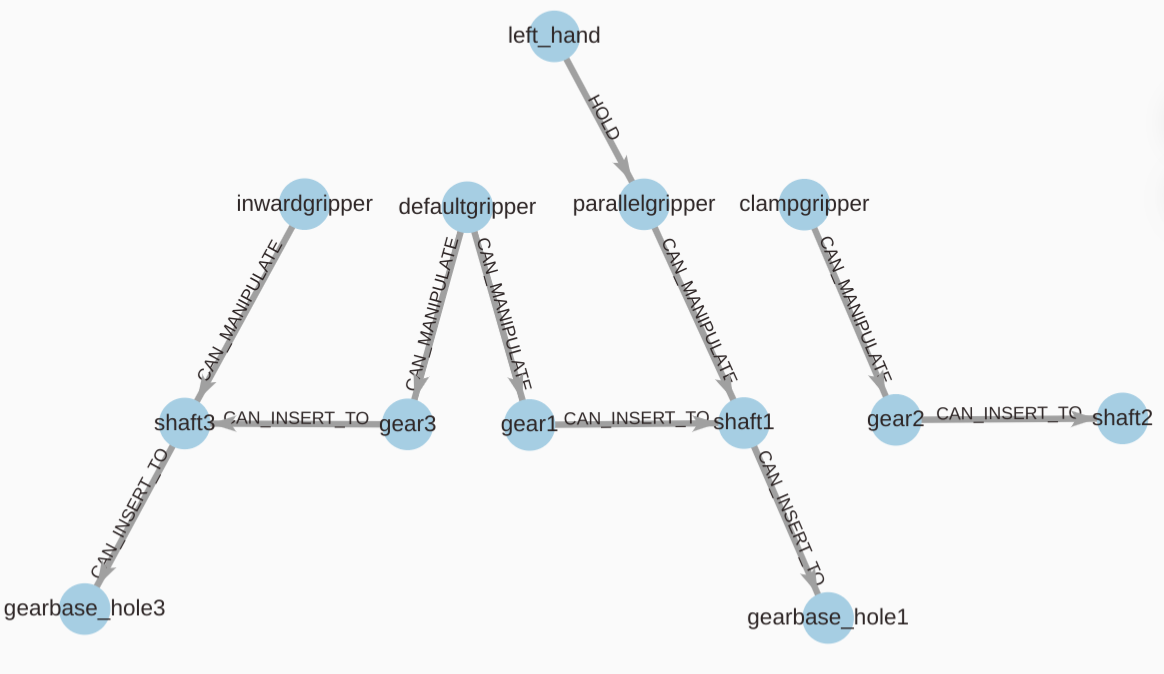 left_hand
HOLD
inwardgripper
defaultgripper
parallelgripper
clampgripper
CAN_MANIPULATE
CAN_MANIPULATE
CAN_MANIPULATE
CAN_MANIPULATE
CAN_MANIPULATE
shaft3
CAN_INSERT_TO
gear3
gear1
CAN_INSERT_TO
shaft1
gear2
CAN_INSERT_TO
shaft2
CAN_INSERT_TO
CAN_INSERT_TO
gearbase_hole3
gearbase_hole1